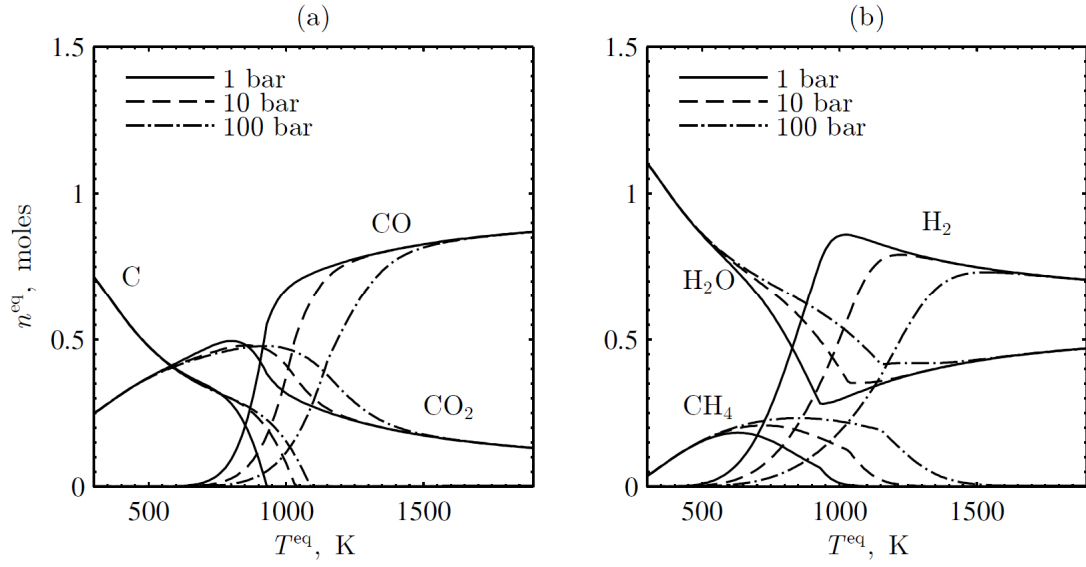 (a)
1.5
1
0.5
0
500
1000
1500
n^eq, moles
T^eq, K
1 bar
10 bar
100 bar
C
CO
CO₂
(b)
1.5
1
0.5
0
500
1000
1500
T^eq, K
1 bar
10 bar
100 bar
H₂
H₂O
CH₄